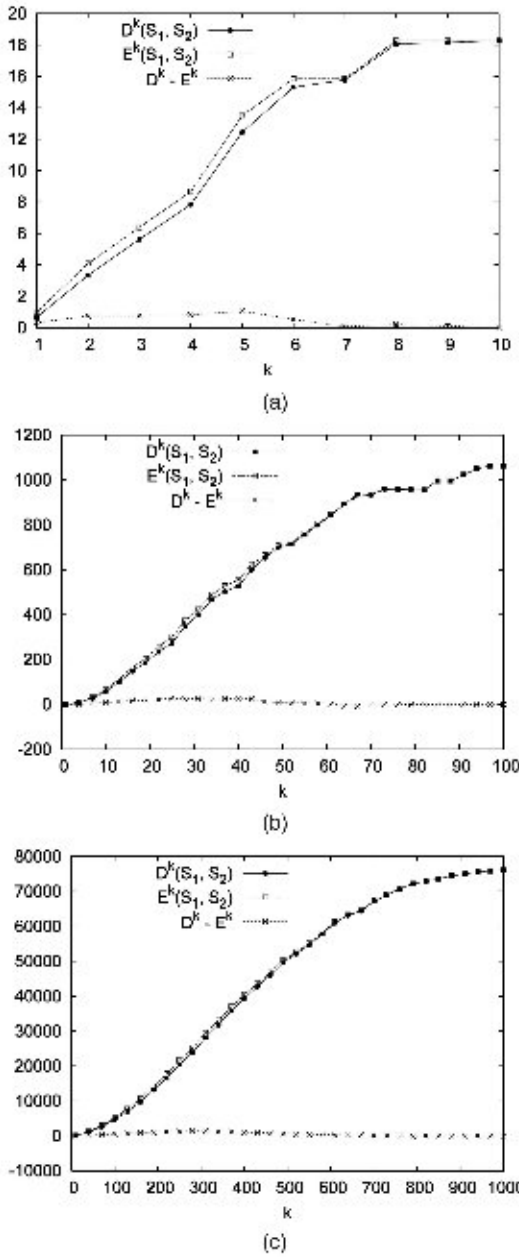 20
18
16
14
12
10
8
6
4
2
0
D^k(S_1, S_2)
E^k(S_1, S_2)
D^k - E^k
1 2 3 4 5 6 7 8 9 10
k
(a)
1200
1000
800
600
400
200
0
-200
D^k(S_1, S_2)
E^k(S_1, S_2)
D^k - E^k
0 10 20 30 40 50 60 70 80 90 100
k
(b)
80000
70000
60000
50000
40000
30000
20000
10000
0
-10000
D^k(S_1, S_2)
E^k(S_1, S_2)
D^k - E^k
0 100 200 300 400 500 600 700 800 900 1000
k
(c)